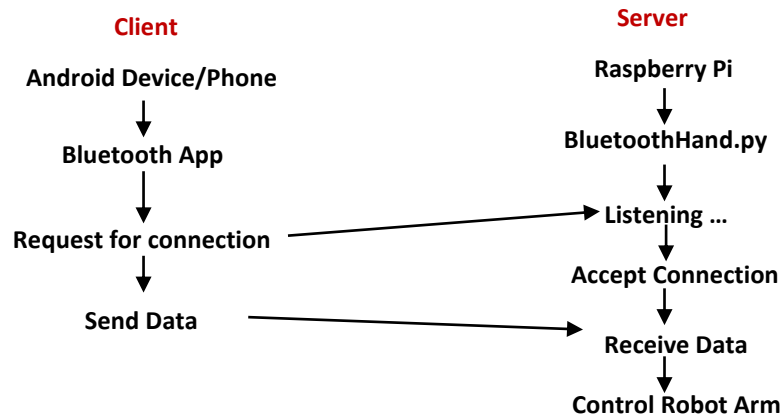 Client
Android Device/Phone
Bluetooth App
Request for connection
Send Data
Server
Raspberry Pi
BluetoothHand.py
Listening ...
Accept Connection
Receive Data
Control Robot Arm